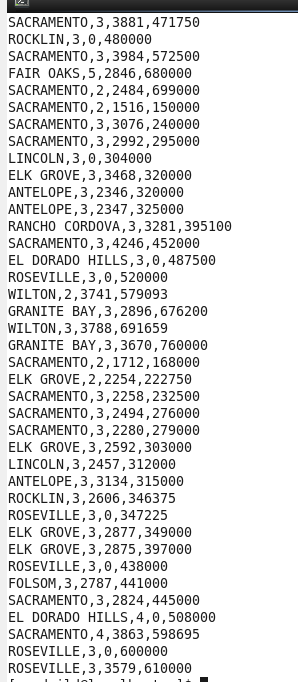 SACRAMENTO,3,3881,471750
ROCKLIN,3,0,480000
SACRAMENTO,3,3984,572500
FAIR OAKS,5,2846,680000
SACRAMENTO,2,2484,699000
SACRAMENTO,2,1516,150000
SACRAMENTO,3,3076,240000
SACRAMENTO,3,2992,295000
LINCOLN,3,0,304000
ELK GROVE,3,3468,320000
ANTELOPE,3,2346,320000
ANTELOPE,3,2347,325000
RANCHO CORDOVA,3,3281,395100
SACRAMENTO,3,4246,452000
EL DORADO HILLS,3,0,487500
ROSEVILLE,3,0,520000
WILTON,2,3741,579093
GRANITE BAY,3,2896,676200
WILTON,3,3788,691659
GRANITE BAY,3,3670,760000
SACRAMENTO,2,1712,168000
ELK GROVE,2,2254,222750
SACRAMENTO,3,2258,232500
SACRAMENTO,3,2494,276000
SACRAMENTO,3,2280,279000
ELK GROVE,3,2592,303000
LINCOLN,3,2457,312000
ANTELOPE,3,3134,315000
ROCKLIN,3,2606,346375
ROSEVILLE,3,0,347225
ELK GROVE,3,2877,349000
ELK GROVE,3,2875,397000
ROSEVILLE,3,0,438000
FOLSOM,3,2787,441000
SACRAMENTO,3,2824,445000
EL DORADO HILLS,4,0,508000
SACRAMENTO,4,3863,598695
ROSEVILLE,3,0,600000
ROSEVILLE,3,3579,610000